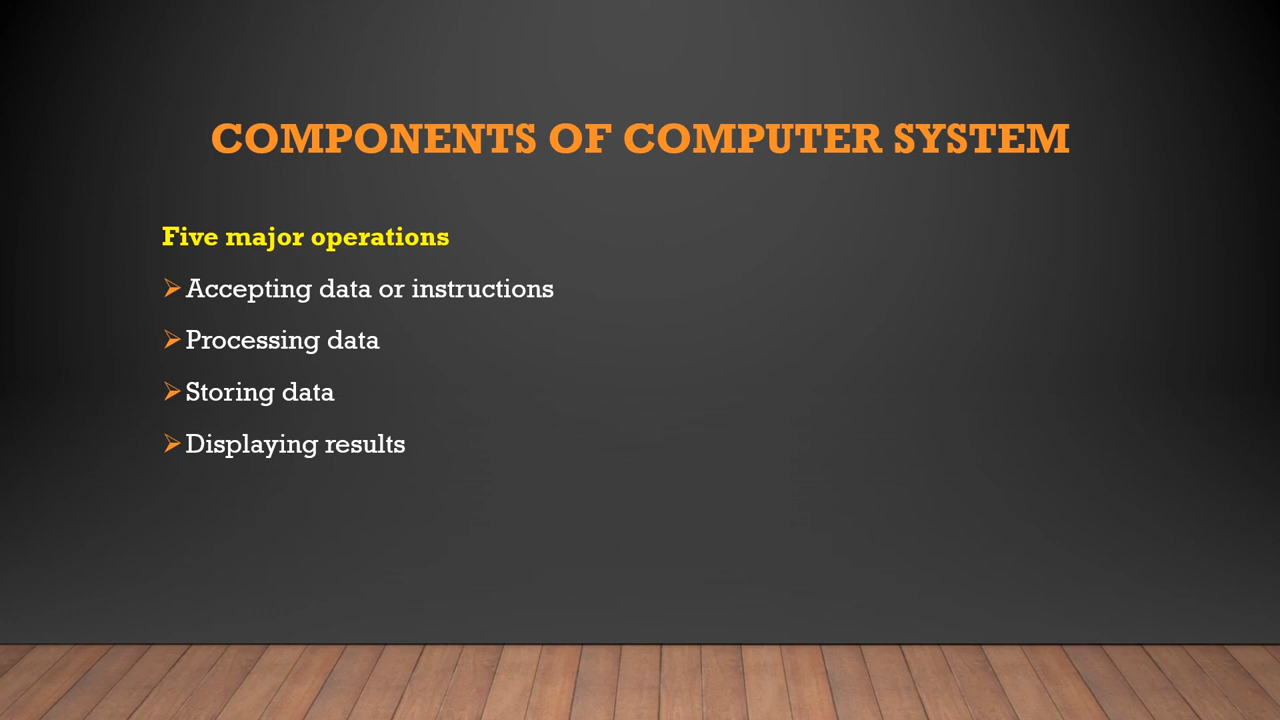 COMPONENTS OF COMPUTER SYSTEM
Five major operations
➢Accepting data or instructions
➢Processing data
➢Storing data
➢Displaying results